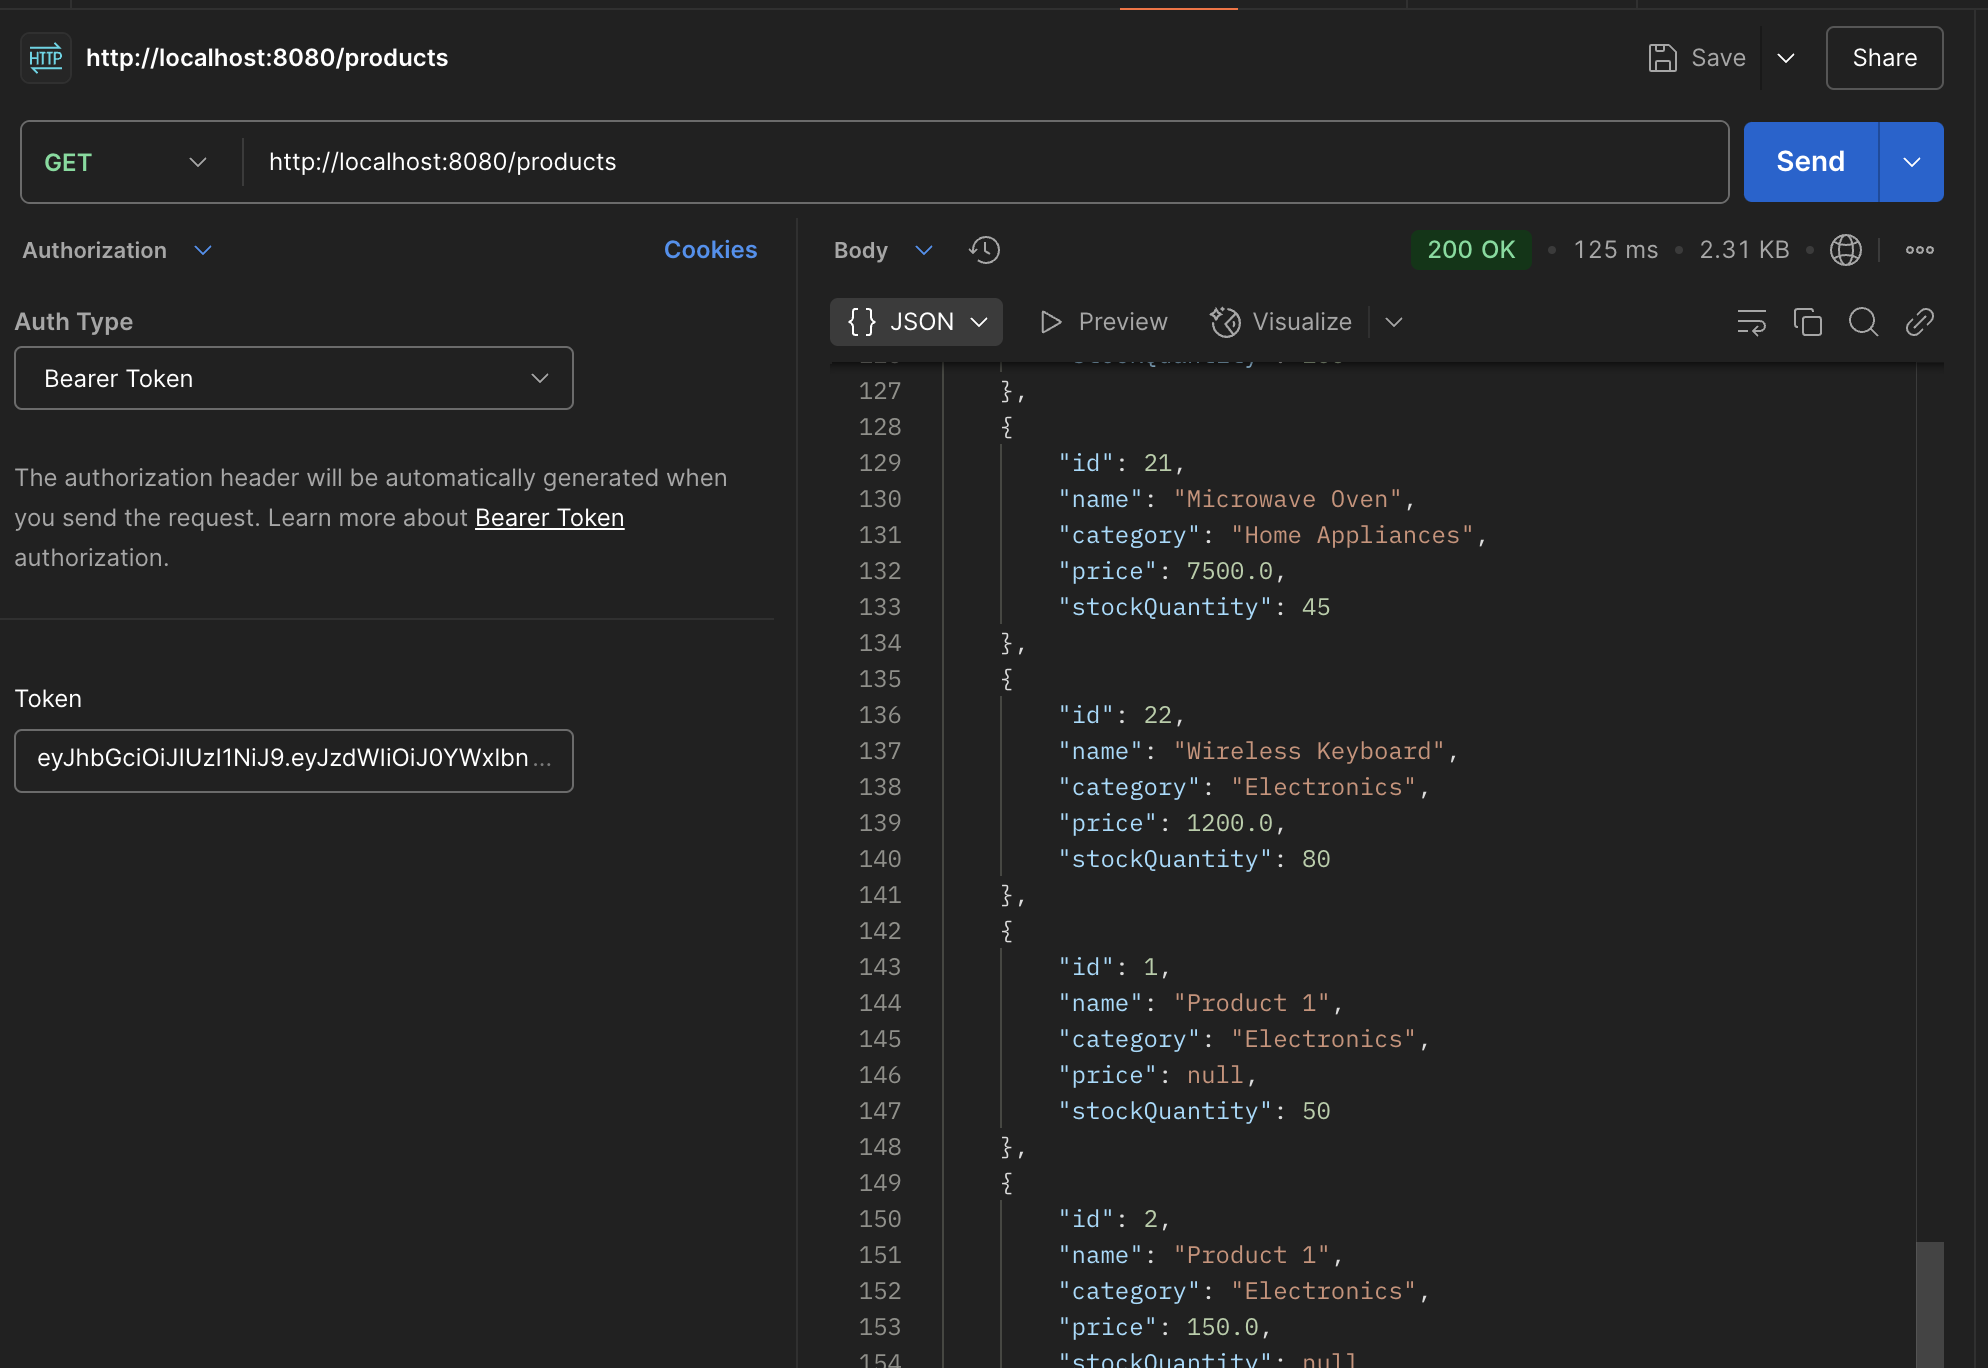 HTTP http://localhost:8080/products
Save
Share
GET
http://localhost:8080/products
Send
Authorization
Cookies
Auth Type
Bearer Token
The authorization header will be automatically generated when
you send the request. Learn more about Bearer Token
authorization.
Token
Body
200 OK • 125 ms • 2.31 KB •
{} JSON
Preview
Visualize
127 },
128 {
129 "id": 21,
130 "name": "Microwave Oven",
131 "category": "Home Appliances",
132 "price": 7500.0,
133 "stockQuantity": 45
134 },
135 {
136 "id": 22,
137 "name": "Wireless Keyboard",
138 "category": "Electronics",
139 "price": 1200.0,
140 "stockQuantity": 80
141 },
142 {
143 "id": 1,
144 "name": "Product 1",
145 "category": "Electronics",
146 "price": null,
147 "stockQuantity": 50
148 },
149 {
150 "id": 2,
151 "name": "Product 1",
152 "category": "Electronics",
153 "price": 150.0,
154 "stockQuantity": null